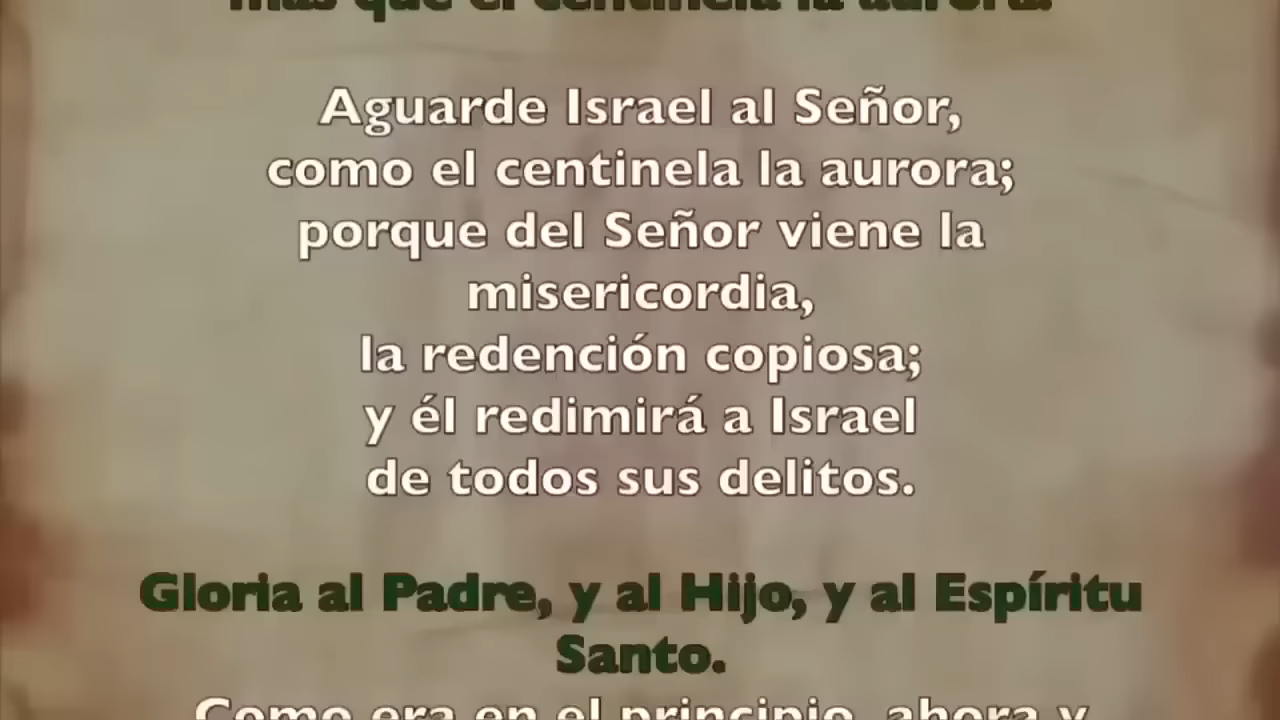 más que el centinela la aurora.
Aguarde Israel al Señor,
como el centinela la aurora;
porque del Señor viene la
misericordia,
la redención copiosa;
y él redimirá a Israel
de todos sus delitos.
Gloria al Padre, y al Hijo, y al Espíritu
Santo.
Como era en el principio, ahora y